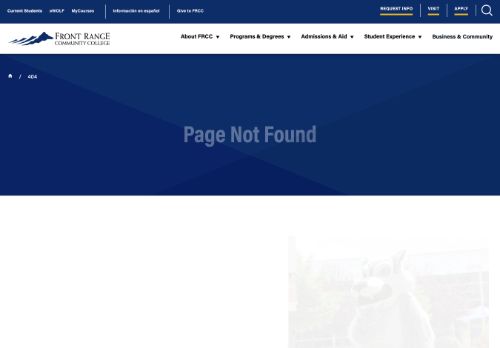 Current Students eWOLF MyCourses Información en español Give to FRCC REQUEST INFO VISIT APPLY
FRONT RANGE
COMMUNITY COLLEGE
About FRCC Programs & Degrees Admissions & Aid Student Experience Business & Community
/ 404
Page Not Found